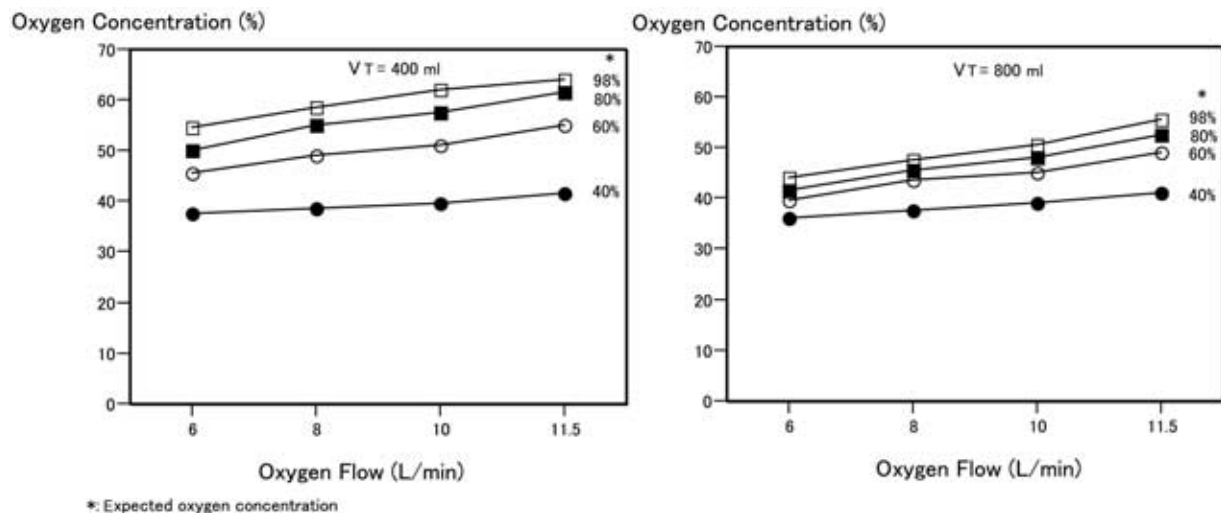 Oxygen Concentration (%)
70
60
50
40
30
20
10
0
VT = 400 ml
*
98%
80%
60%
40%
6 8 10 11.5
Oxygen Flow (L/min)
*: Expected oxygen concentration
Oxygen Concentration (%)
70
60
50
40
30
20
10
0
VT = 800 ml
*
98%
80%
60%
40%
6 8 10 11.5
Oxygen Flow (L/min)